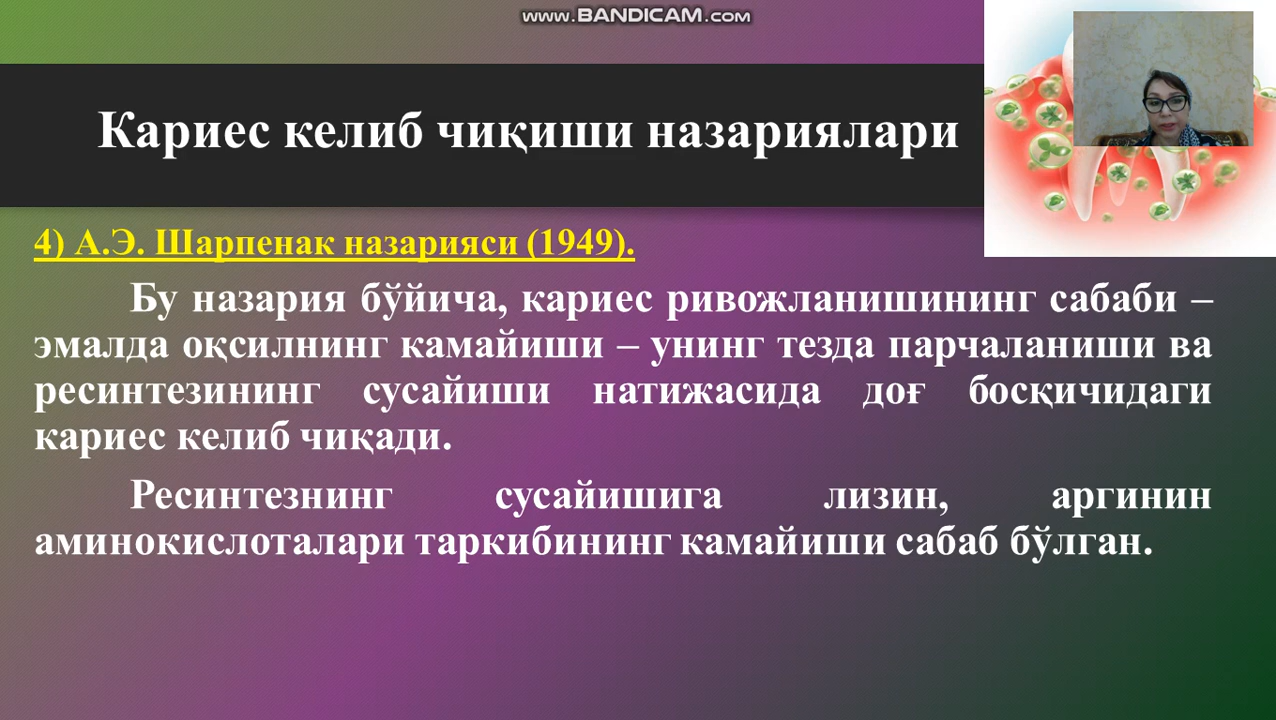 www.BANDICAM.com
Кариес келиб чиқиши назариялари
4) А.Э. Шарпенак назарияси (1949).
Бу назария бўйича, кариес ривожланишининг сабаби –
эмалда оқсилнинг камайиши – унинг тезда парчаланиши ва
ресинтезининг сусайиши натижасида доғ босқичидаги
кариес келиб чиқади.
Ресинтезнинг сусайишига лизин, аргинин
аминокислоталари таркибининг камайиши сабаб бўлган.